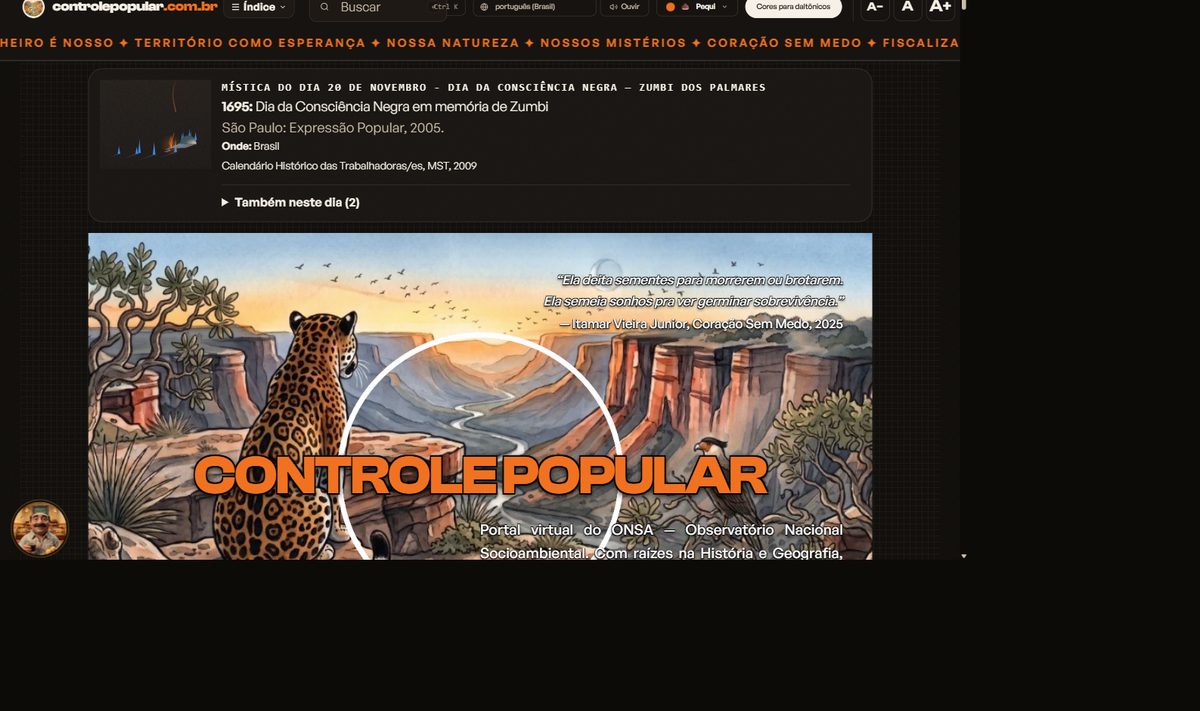 controlepopular.com.br
Índice
Buscar
Ctrl K
português (Brasil)
Ouvir
Pequi
Cores para daltônicos
A−
A
A+
HEIRO É NOSSO ✦ TERRITÓRIO COMO ESPERANÇA ✦ NOSSA NATUREZA ✦ NOSSOS MISTÉRIOS ✦ CORAÇÃO SEM MEDO ✦ FISCALIZA
MÍSTICA DO DIA 20 DE NOVEMBRO - DIA DA CONSCIÊNCIA NEGRA — ZUMBI DOS PALMARES
1695: Dia da Consciência Negra em memória de Zumbi
São Paulo: Expressão Popular, 2005.
Onde: Brasil
Calendário Histórico das Trabalhadoras/es, MST, 2009
Também neste dia (2)
“Ela deita sementes para morrerem ou brotarem.
Ela semeia sonhos pra ver germinar sobrevivência.”
— Itamar Vieira Junior, Coração Sem Medo, 2025
CONTROLE POPULAR
Portal virtual do ONSA — Observatório Nacional
Socioambiental. Com raízes na História e Geografia,